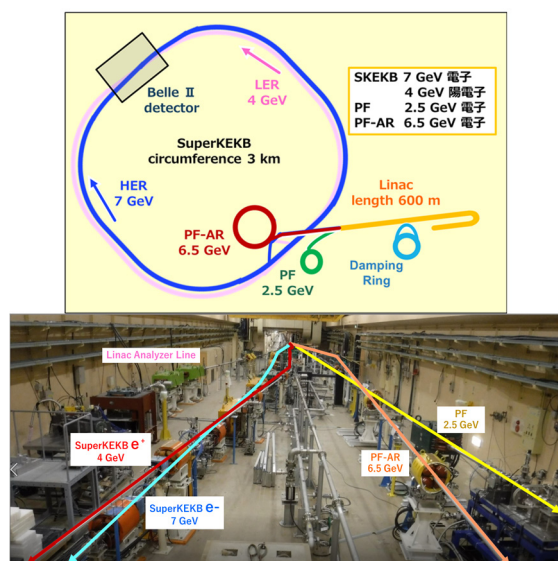 SKEKB 7 GeV 電子
4 GeV 陽電子
PF 2.5 GeV 電子
PF-AR 6.5 GeV 電子
LER
4 GeV
Belle Ⅱ
detector
SuperKEKB
circumference 3 km
HER
7 GeV
Linac
length 600 m
PF-AR
6.5 GeV
PF
2.5 GeV
Damping
Ring
Linac Analyzer Line
SuperKEKB e+
4 GeV
SuperKEKB e-
7 GeV
PF
2.5 GeV
PF-AR
6.5 GeV